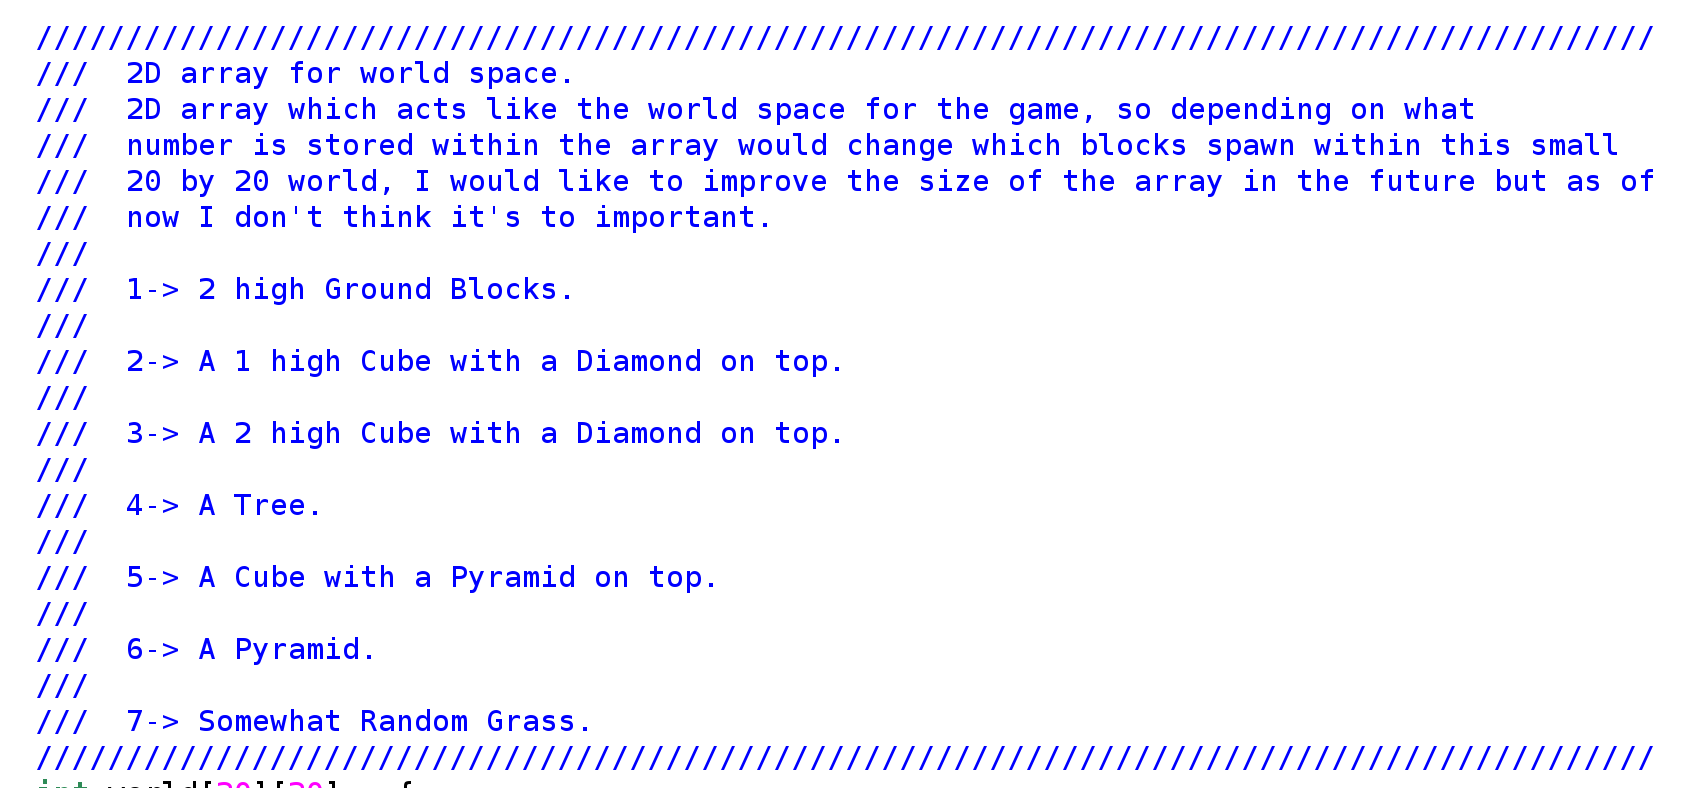 //////////////////////////////////////////////////////////////////////////////////////////
///  2D array for world space.
///  2D array which acts like the world space for the game, so depending on what
///  number is stored within the array would change which blocks spawn within this small
///  20 by 20 world, I would like to improve the size of the array in the future but as of
///  now I don't think it's to important.
///
///  1-> 2 high Ground Blocks.
///
///  2-> A 1 high Cube with a Diamond on top.
///
///  3-> A 2 high Cube with a Diamond on top.
///
///  4-> A Tree.
///
///  5-> A Cube with a Pyramid on top.
///
///  6-> A Pyramid.
///
///  7-> Somewhat Random Grass.
//////////////////////////////////////////////////////////////////////////////////////////
int world[20][20] = {